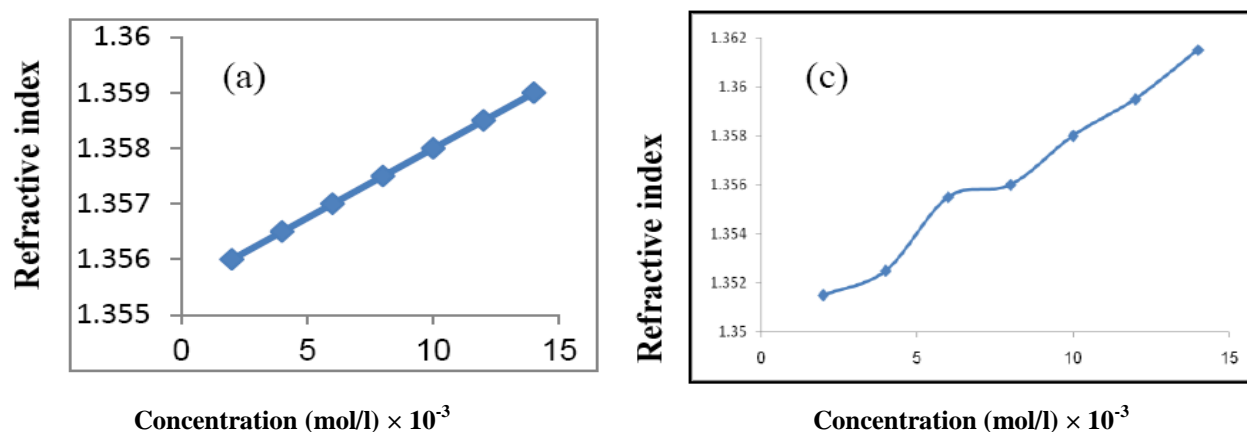 Refractive index
1.36
1.359
1.358
1.357
1.356
1.355
(a)
0 5 10 15
Concentration (mol/l) × 10-3
Refractive index
1.362
1.36
1.358
1.356
1.354
1.352
1.35
(c)
0 5 10 15
Concentration (mol/l) × 10-3